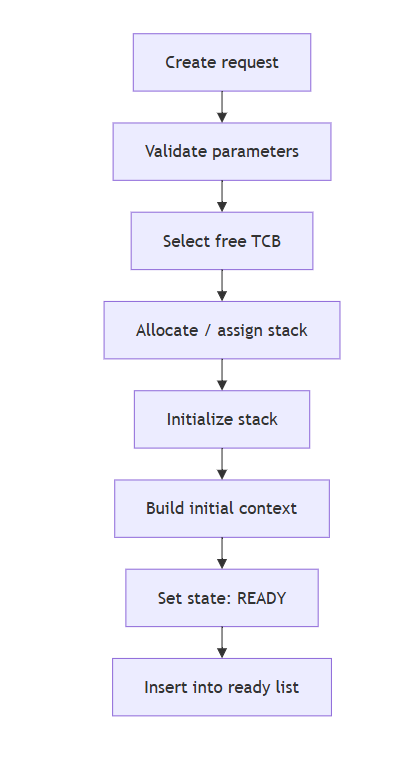 Create request
Validate parameters
Select free TCB
Allocate / assign stack
Initialize stack
Build initial context
Set state: READY
Insert into ready list